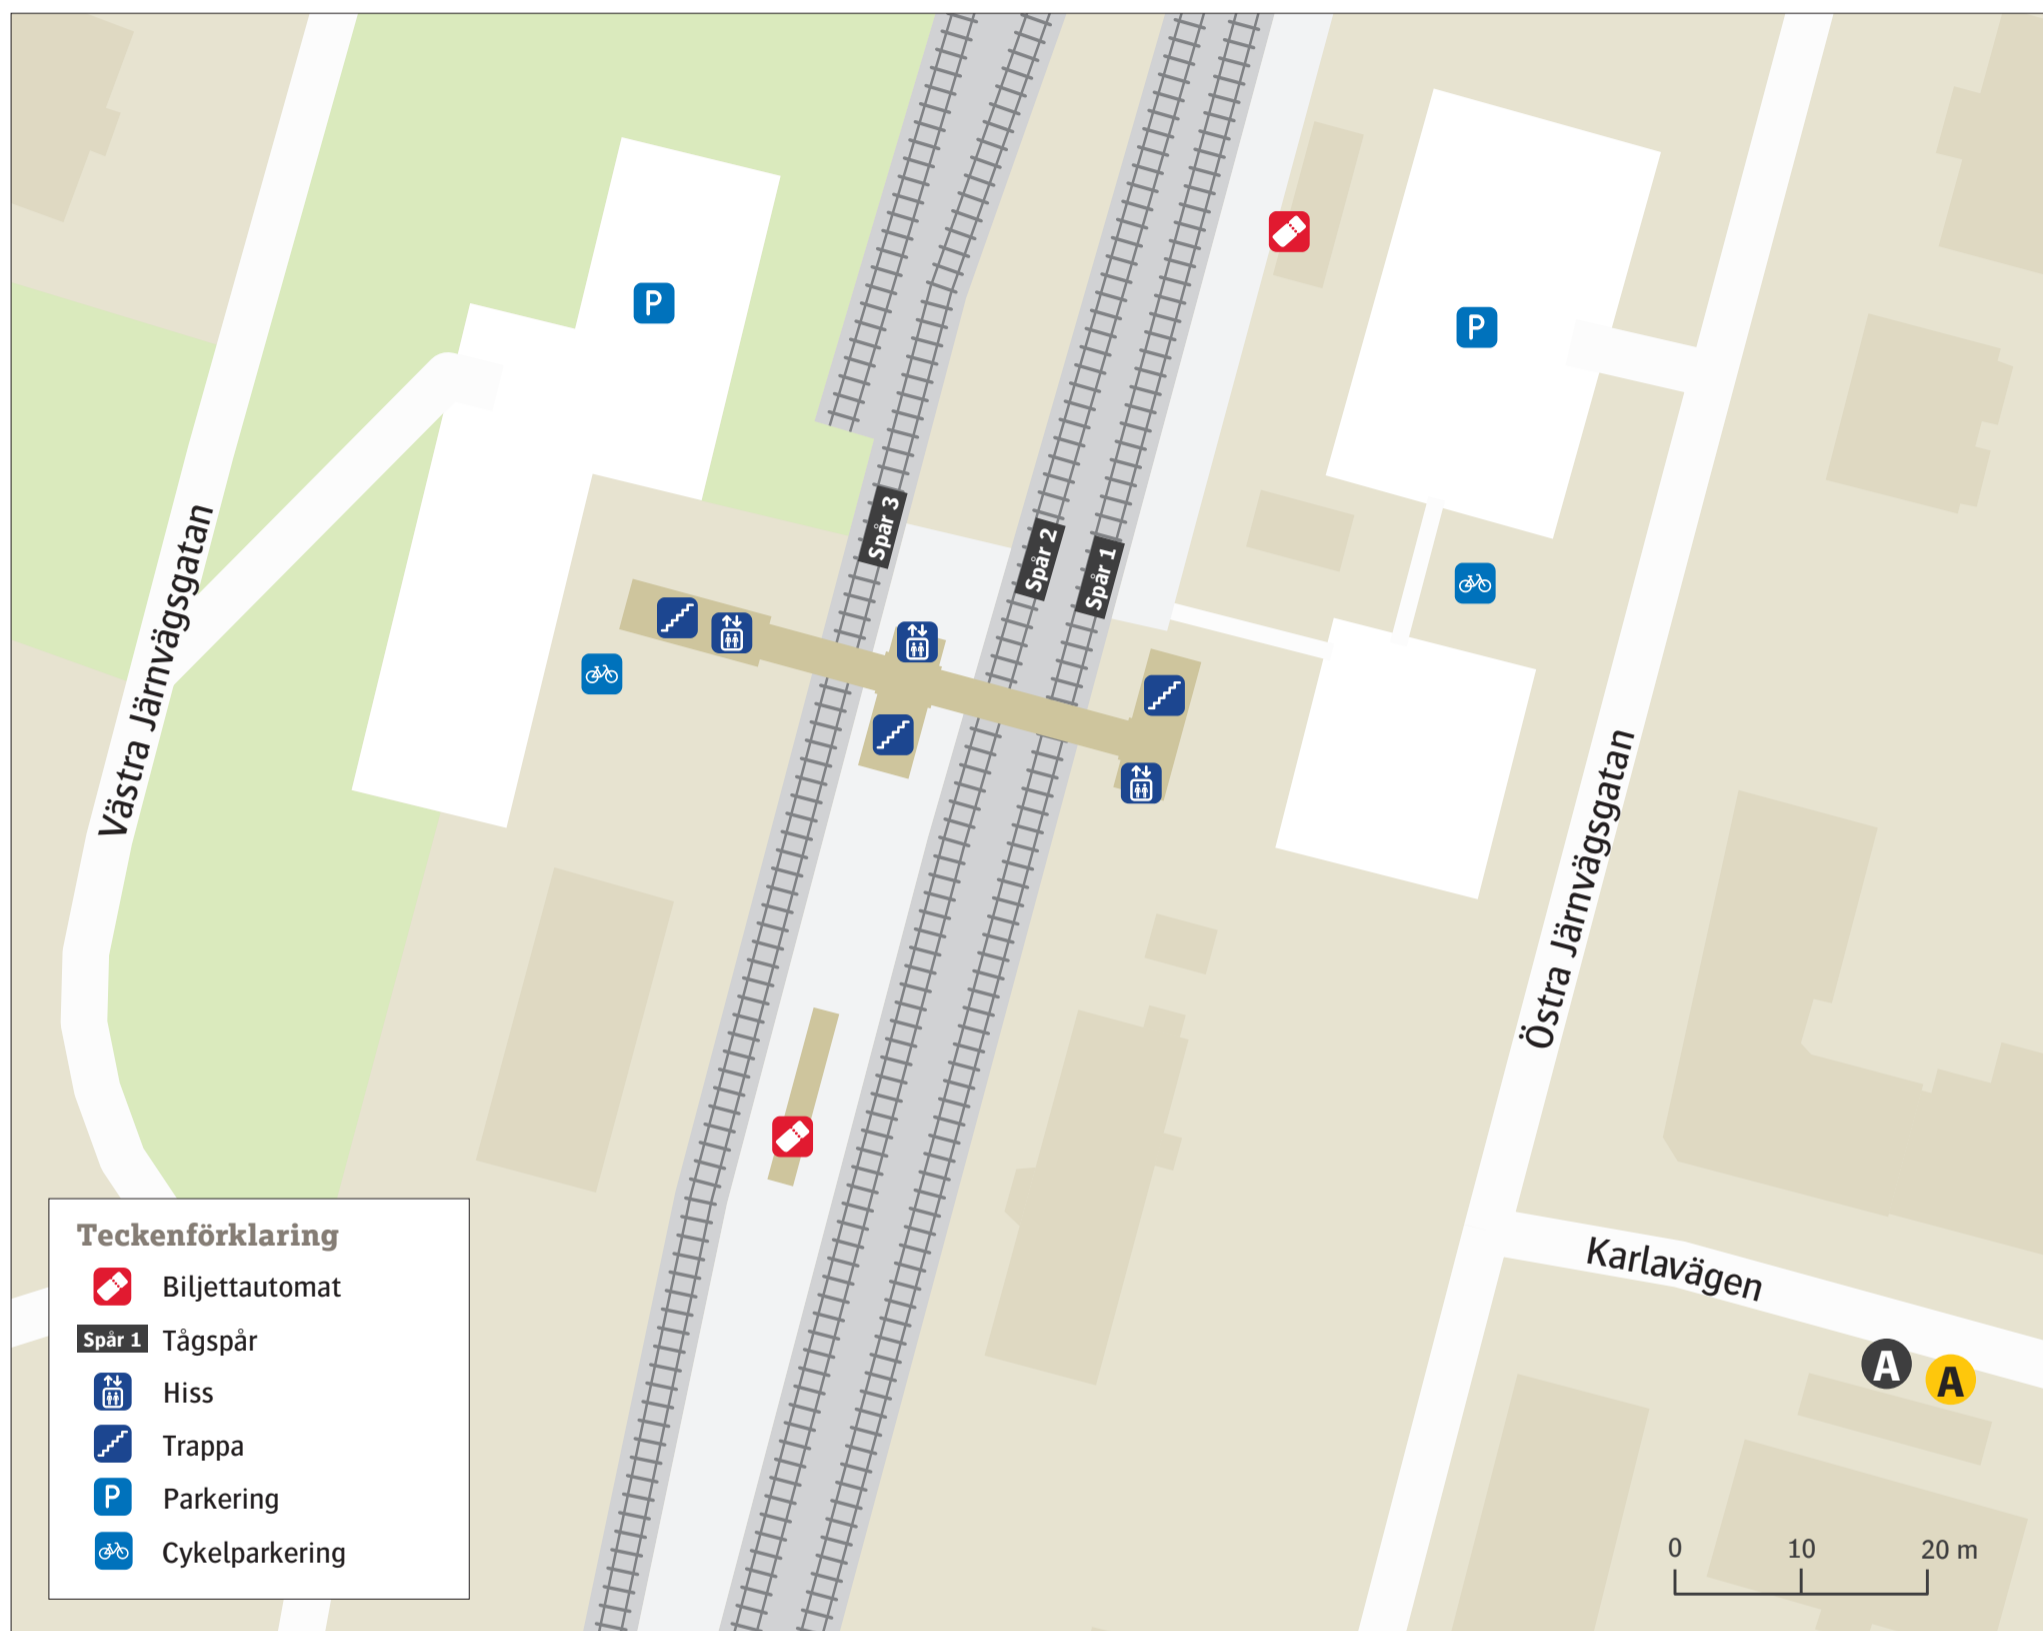 P
P
Spår 3
Spår 2
Spår 1
Västra Järnvägsgatan
Östra Järnvägsgatan
Karlavägen
A
A
Teckenförklaring
Biljettautomat
Spår 1 Tågspår
Hiss
Trappa
P Parkering
Cykelparkering
0 10 20 m